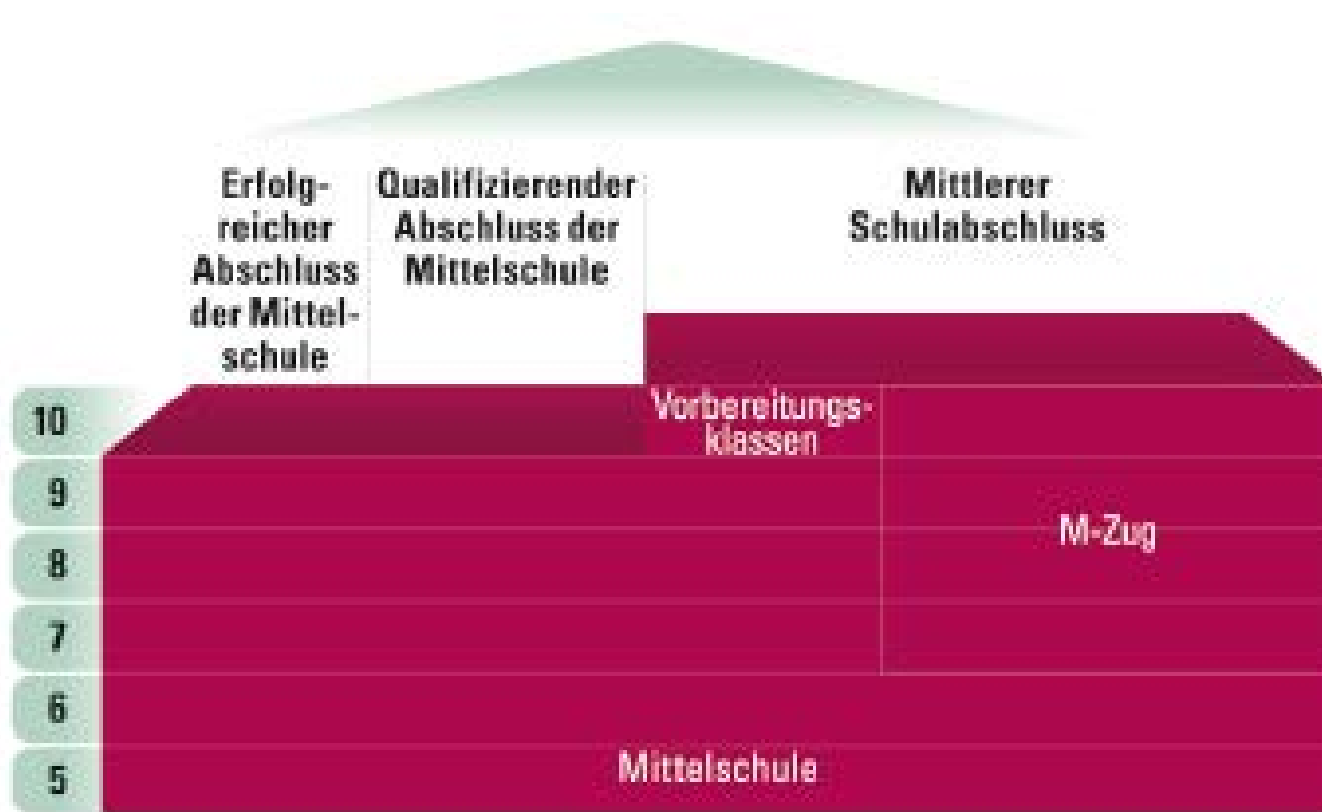 Erfolg-
reicher
Abschluss
der Mittel-
schule
Qualifizierender
Abschluss der
Mittelschule
Mittlerer
Schulabschluss
10
Vorbereitungs-
klassen
9
M-Zug
8
7
6
5
Mittelschule